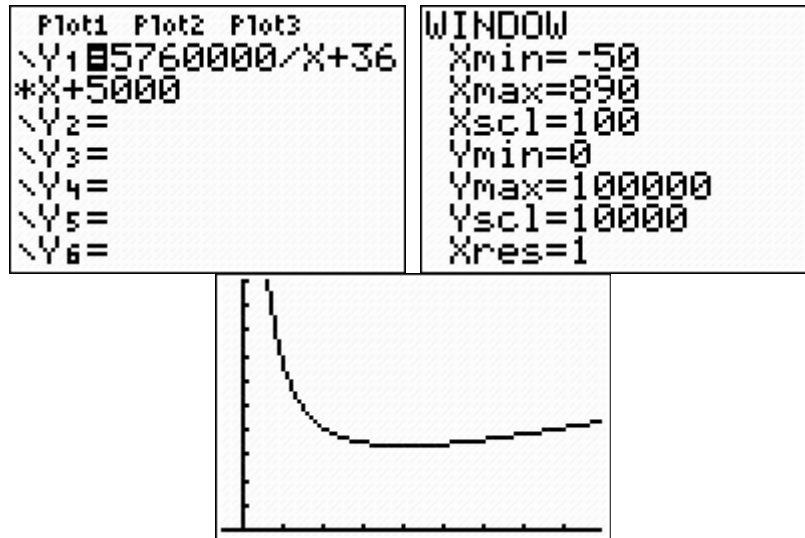 Plot1 Plot2 Plot3
\Y1=5760000/X+36
*X+5000
\Y2=
\Y3=
\Y4=
\Y5=
\Y6=
WINDOW
Xmin=-50
Xmax=890
Xscl=100
Ymin=0
Ymax=100000
Yscl=10000
Xres=1